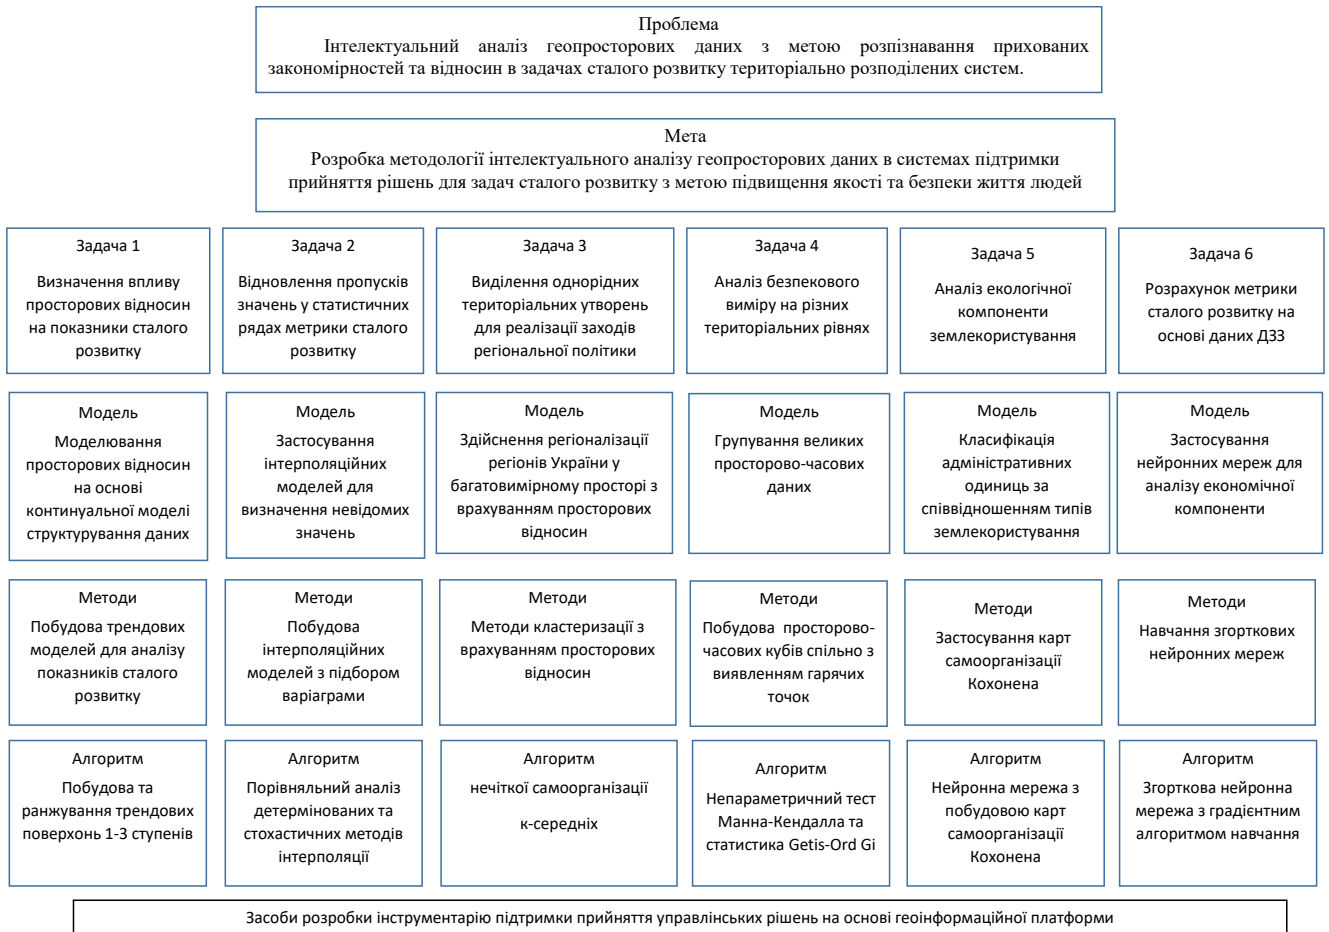 Проблема
Інтелектуальний аналіз геопросторових даних з метою розпізнавання прихованих
закономірностей та відносин в задачах сталого розвитку територіально розподілених систем.
Мета
Розробка методології інтелектуального аналізу геопросторових даних в системах підтримки
прийняття рішень для задач сталого розвитку з метою підвищення якості та безпеки життя людей
Задача 1
Визначення впливу
просторових відносин
на показники сталого
розвитку
Задача 2
Відновлення пропусків
значень у статистичних
рядах метрики сталого
розвитку
Задача 3
Виділення однорідних
територіальних утворень
для реалізації заходів
регіональної політики
Задача 4
Аналіз безпекового
виміру на різних
територіальних рівнях
Задача 5
Аналіз екологічної
компоненти
землекористування
Задача 6
Розрахунок метрики
сталого розвитку на
основі даних ДЗЗ
Модель
Моделювання
просторових відносин
на основі
континуальної моделі
структурування даних
Модель
Застосування
інтерполяційних
моделей для
визначення невідомих
значень
Модель
Здійснення регіоналізації
регіонів України у
багатовимірному просторі з
врахуванням просторових
відносин
Модель
Групування великих
просторово-часових
даних
Модель
Класифікація
адміністративних
одиниць за
співвідношенням типів
землекористування
Модель
Застосування
нейронних мереж для
аналізу економічної
компоненти
Методи
Побудова трендових
моделей для аналізу
показників сталого
розвитку
Методи
Побудова
інтерполяційних
моделей з підбором
варіаграми
Методи
Методи кластеризації з
врахуванням просторових
відносин
Методи
Побудова просторово-
часових кубів спільно з
виявленням гарячих
точок
Методи
Застосування карт
самоорганізації
Кохонена
Методи
Навчання згорткових
нейронних мереж
Алгоритм
Побудова та
ранжування трендових
поверхонь 1-3 ступенів
Алгоритм
Порівняльний аналіз
детермінованих та
стохастичних методів
інтерполяції
Алгоритм
нечіткої самоорганізації
к-середніх
Алгоритм
Непараметричний тест
Манна-Кендалла та
статистика Getis-Ord Gi
Алгоритм
Нейронна мережа з
побудовою карт
самоорганізації
Кохонена
Алгоритм
Згорткова нейронна
мережа з градієнтним
алгоритмом навчання
Засоби розробки інструментарію підтримки прийняття управлінських рішень на основі геоінформаційної платформи